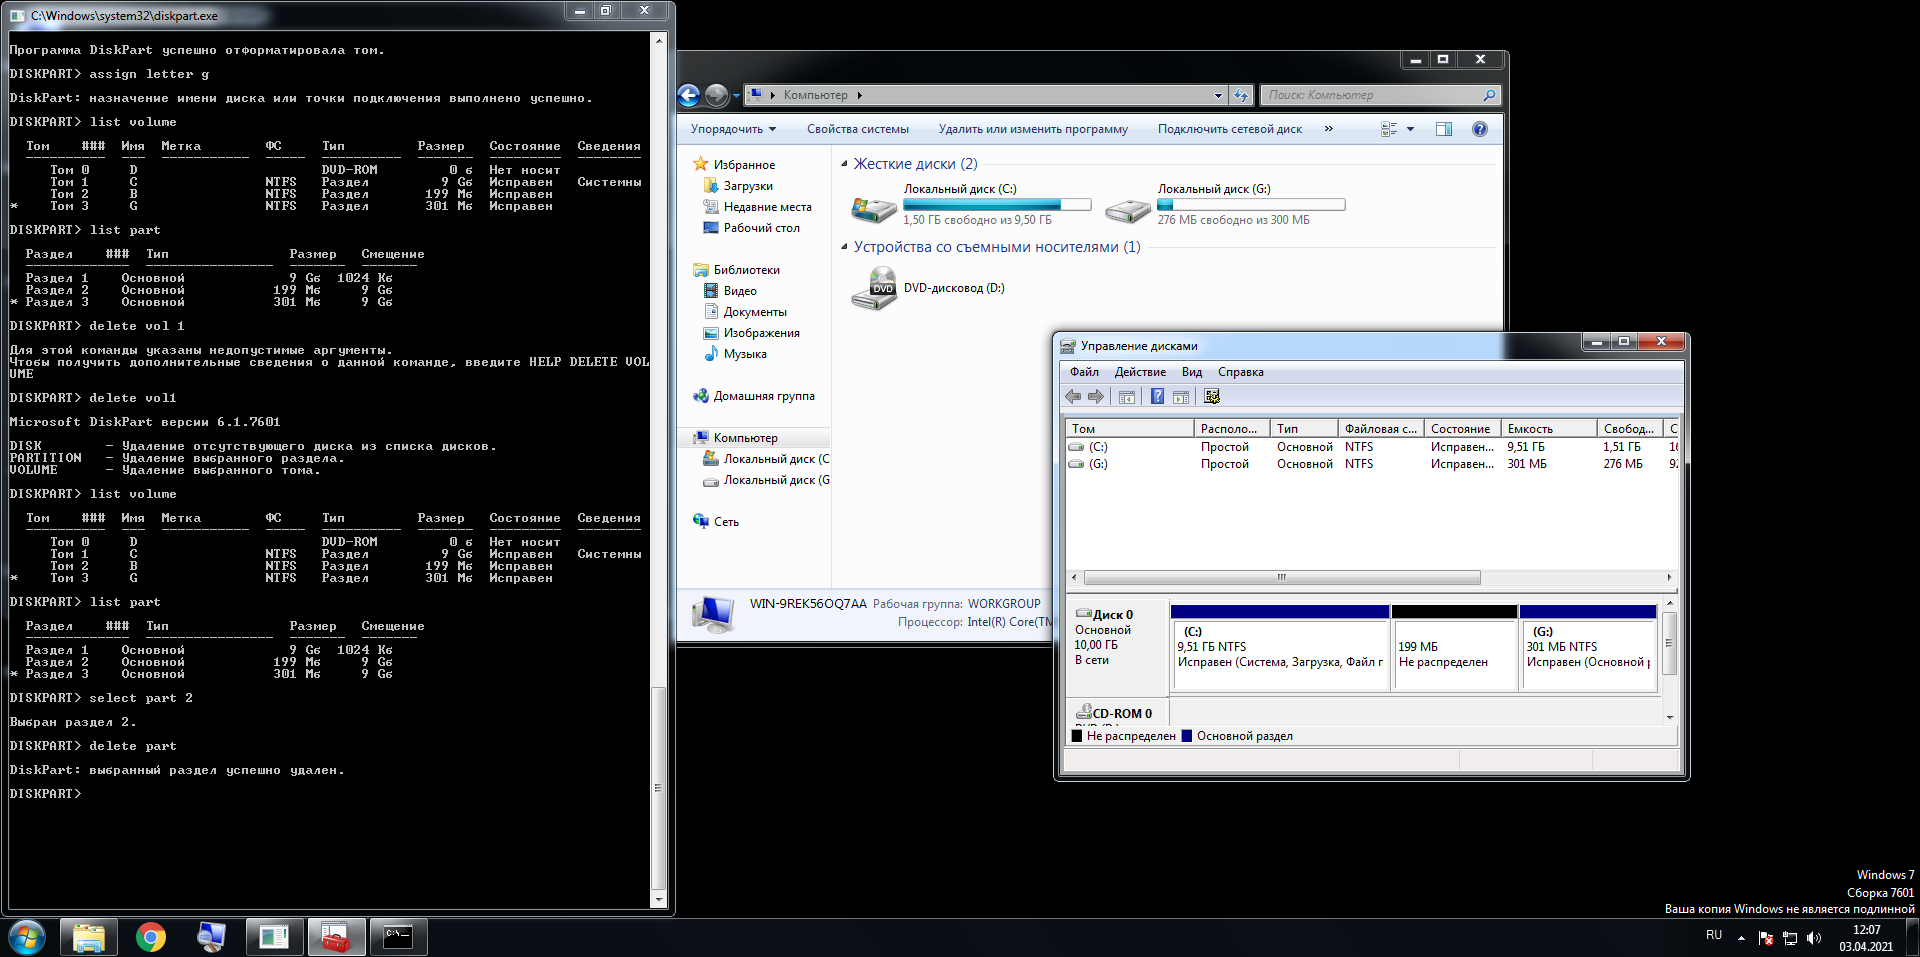 C:\Windows\system32\diskpart.exe
Программа DiskPart успешно отформатировала том.
DISKPART> assign letter g
DiskPart: назначение имени диска или точки подключения выполнено успешно.
DISKPART> list volume
Том ### Имя Метка ФС Тип Размер Состояние Сведения
Том 0 D DVD-ROM 0 б Нет носит
Том 1 C NTFS Раздел 9 Gб Исправен Системны
Том 2 B NTFS Раздел 199 Mб Исправен
* Том 3 G NTFS Раздел 301 Mб Исправен
DISKPART> list part
Раздел ### Тип Размер Смещение
Раздел 1 Основной 9 Gб 1024 Kб
Раздел 2 Основной 199 Mб 9 Gб
* Раздел 3 Основной 301 Mб 9 Gб
DISKPART> delete vol 1
Для этой команды указаны недопустимые аргументы.
Чтобы получить дополнительные сведения о данной команде, введите HELP DELETE VOL
UME
DISKPART> delete vol1
Microsoft DiskPart версии 6.1.7601
DISK - Удаление отсутствующего диска из списка дисков.
PARTITION - Удаление выбранного раздела.
VOLUME - Удаление выбранного тома.
DISKPART> list volume
Том ### Имя Метка ФС Тип Размер Состояние Сведения
Том 0 D DVD-ROM 0 б Нет носит
Том 1 C NTFS Раздел 9 Gб Исправен Системны
Том 2 B NTFS Раздел 199 Mб Исправен
* Том 3 G NTFS Раздел 301 Mб Исправен
DISKPART> list part
Раздел ### Тип Размер Смещение
Раздел 1 Основной 9 Gб 1024 Kб
Раздел 2 Основной 199 Mб 9 Gб
* Раздел 3 Основной 301 Mб 9 Gб
DISKPART> select part 2
Выбран раздел 2.
DISKPART> delete part
DiskPart: выбранный раздел успешно удален.
DISKPART>
Компьютер
Поиск: Компьютер
Упорядочить Свойства системы Удалить или изменить программу Подключить сетевой диск »
Избранное
Загрузки
Недавние места
Рабочий стол
Библиотеки
Видео
Документы
Изображения
Музыка
Домашняя группа
Компьютер
Локальный диск (C
Локальный диск (G
Сеть
Жесткие диски (2)
Локальный диск (C:)
1,50 ГБ свободно из 9,50 ГБ
Локальный диск (G:)
276 МБ свободно из 300 МБ
Устройства со съемными носителями (1)
DVD
DVD-дисковод (D:)
WIN-9REK56OQ7AA Рабочая группа: WORKGROUP
Процессор: Intel(R) Core(TM
Управление дисками
Файл Действие Вид Справка
Том Располо... Тип Файловая с... Состояние Емкость Свобод... С
(C:) Простой Основной NTFS Исправен... 9,51 ГБ 1,51 ГБ 16
(G:) Простой Основной NTFS Исправен... 301 МБ 276 МБ 92
Диск 0
Основной
10,00 ГБ
В сети
(C:)
9,51 ГБ NTFS
Исправен (Система, Загрузка, Файл п
199 МБ
Не распределен
(G:)
301 МБ NTFS
Исправен (Основной р
CD-ROM 0
Не распределен Основной раздел
Windows 7
Сборка 7601
Ваша копия Windows не является подлинной
RU
12:07
03.04.2021